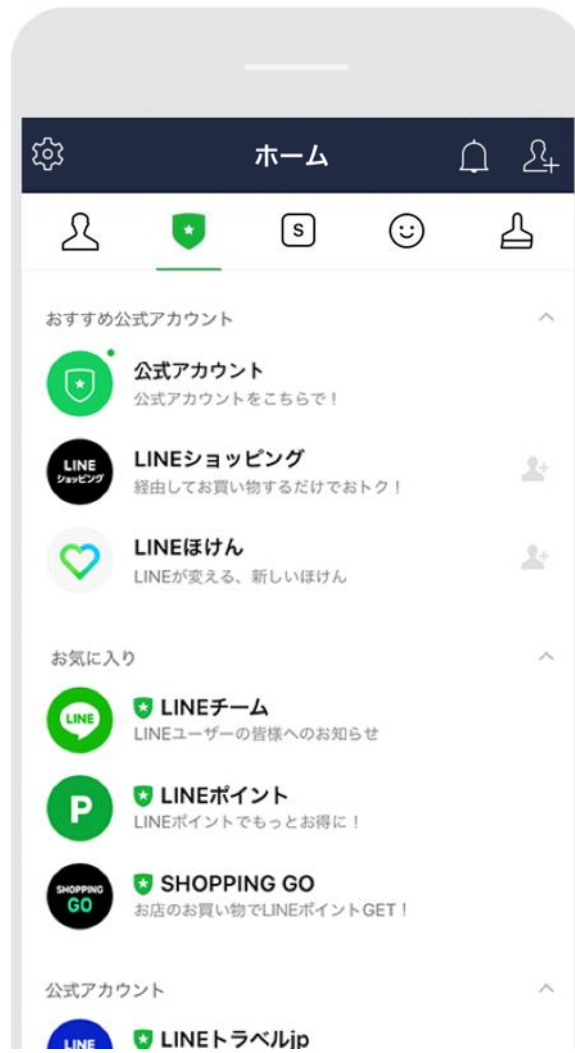 ホーム
S
おすすめ公式アカウント
公式アカウント
公式アカウントをこちらで！
LINE
ショッピング
LINEショッピング
経由してお買い物するだけでおトク！
LINEほけん
LINEが変える、新しいほけん
お気に入り
LINE
LINEチーム
LINEユーザーの皆様へのお知らせ
P
LINEポイント
LINEポイントでもっとお得に！
SHOPPING
GO
SHOPPING GO
お店のお買い物でLINEポイントGET！
公式アカウント
LINE
LINEトラベルjp